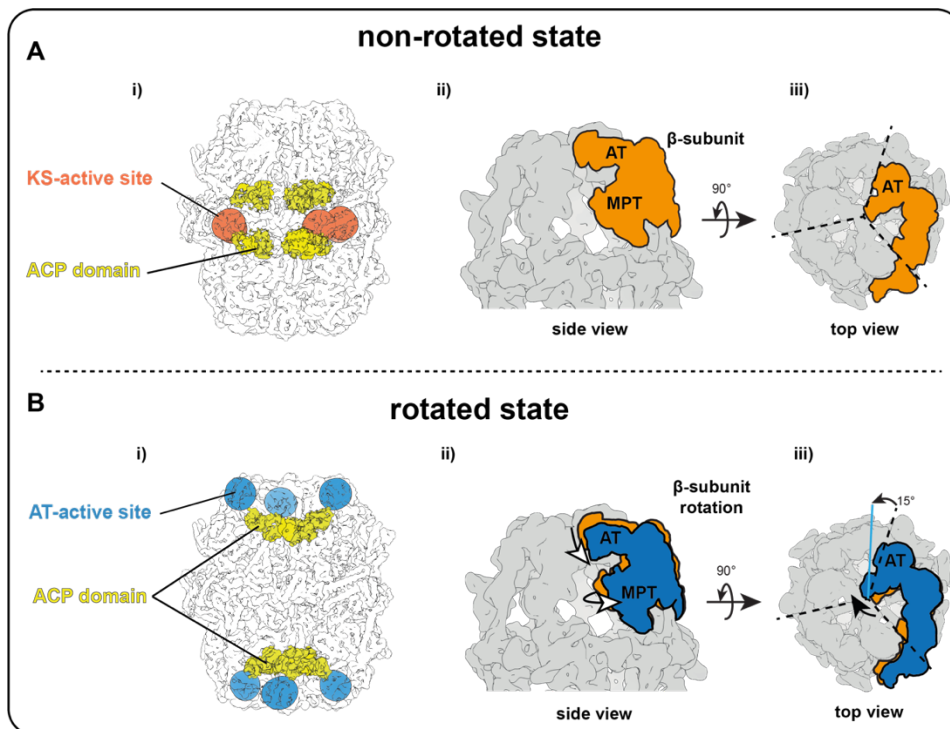 A
non-rotated state
i)
ii)
iii)
KS-active site
ACP domain
AT
MPT
β-subunit
90°
AT
side view
top view
B
rotated state
i)
ii)
iii)
AT-active site
ACP domain
β-subunit
rotation
AT
MPT
90°
15°
AT
side view
top view